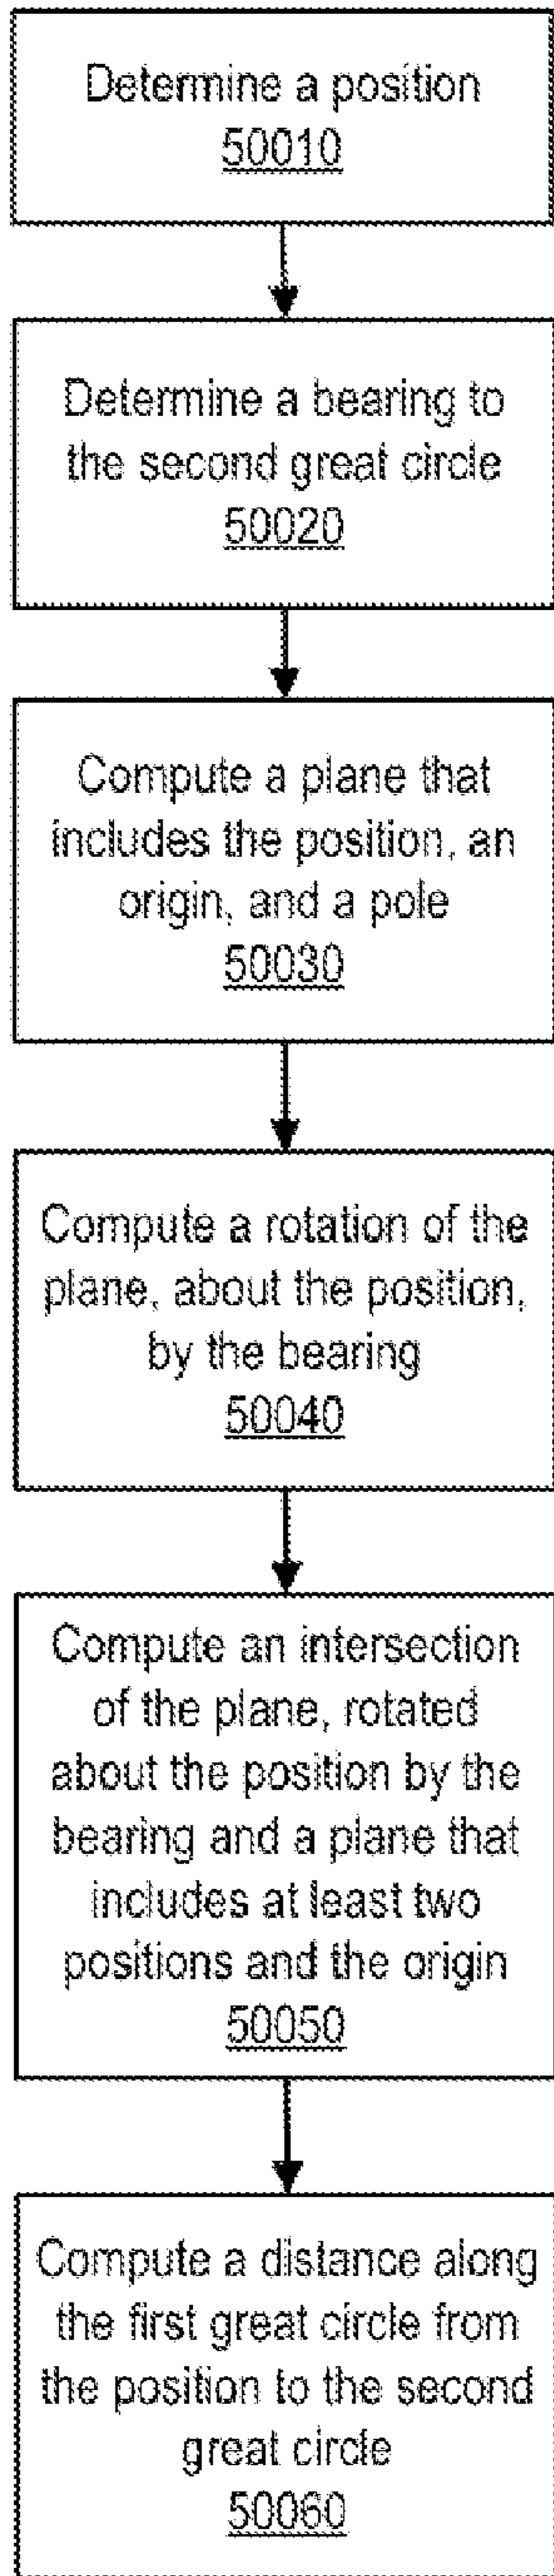 Determine a position
50010
Determine a bearing to
the second great circle
50020
Compute a plane that
includes the position, an
origin, and a pole
50030
Compute a rotation of the
plane, about the position,
by the bearing
50040
Compute an intersection
of the plane, rotated
about the position by the
bearing and a plane that
includes at least two
positions and the origin
50050
Compute a distance along
the first great circle from
the position to the second
great circle
50060